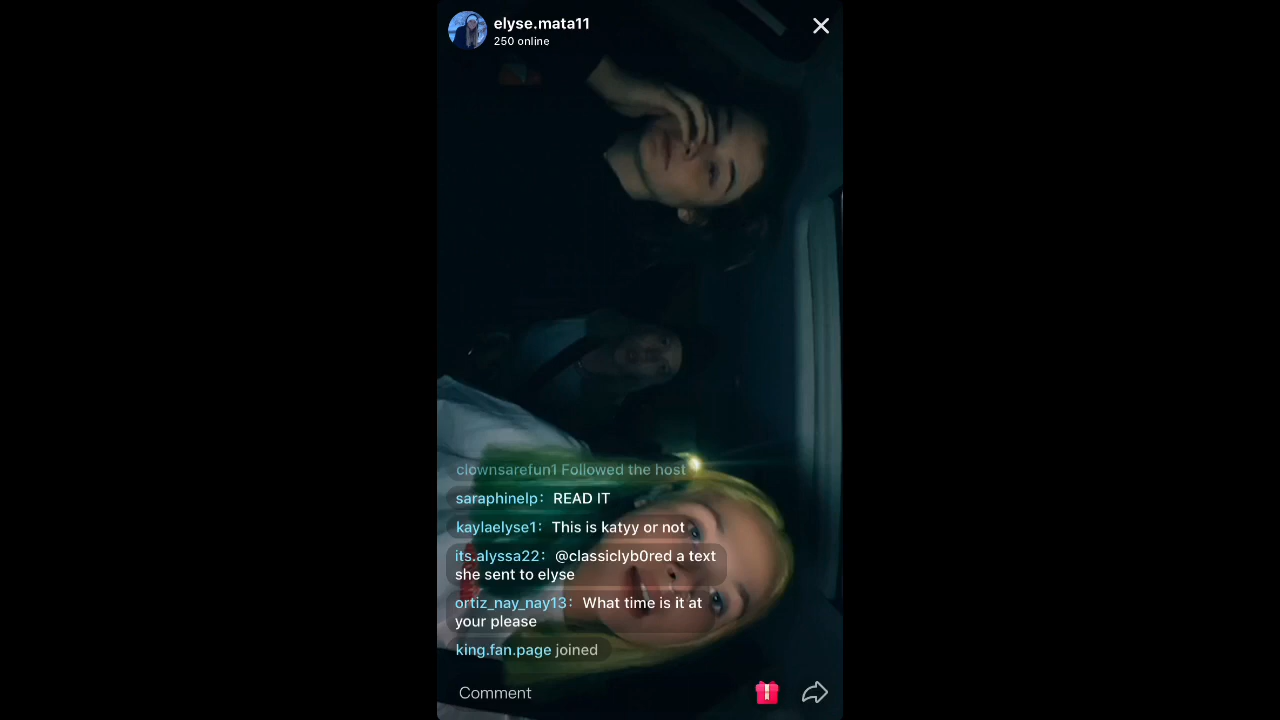 elyse.mata11
250 online
clownsarefun1 Followed the host
saraphinelp: READ IT
kaylaelyse1: This is katyy or not
its.alyssa22: @classiclyb0red a text
she sent to elyse
ortiz_nay_nay13: What time is it at
your please
king.fan.page joined
Comment